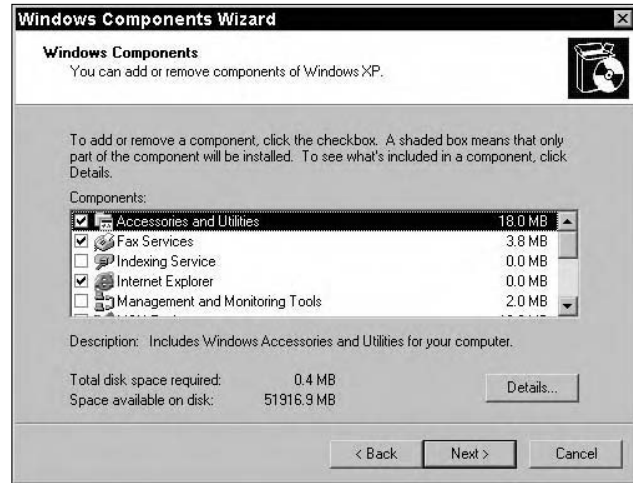 Windows Components Wizard
Windows Components
You can add or remove components of Windows XP.
To add or remove a component, click the checkbox. A shaded box means that only
part of the component will be installed. To see what's included in a component, click
Details.
Components:
Accessories and Utilities 18.0 MB
Fax Services 3.8 MB
Indexing Service 0.0 MB
Internet Explorer 0.0 MB
Management and Monitoring Tools 2.0 MB
Description: Includes Windows Accessories and Utilities for your computer.
Total disk space required: 0.4 MB
Space available on disk: 51916.9 MB
Details...
< Back
Next >
Cancel